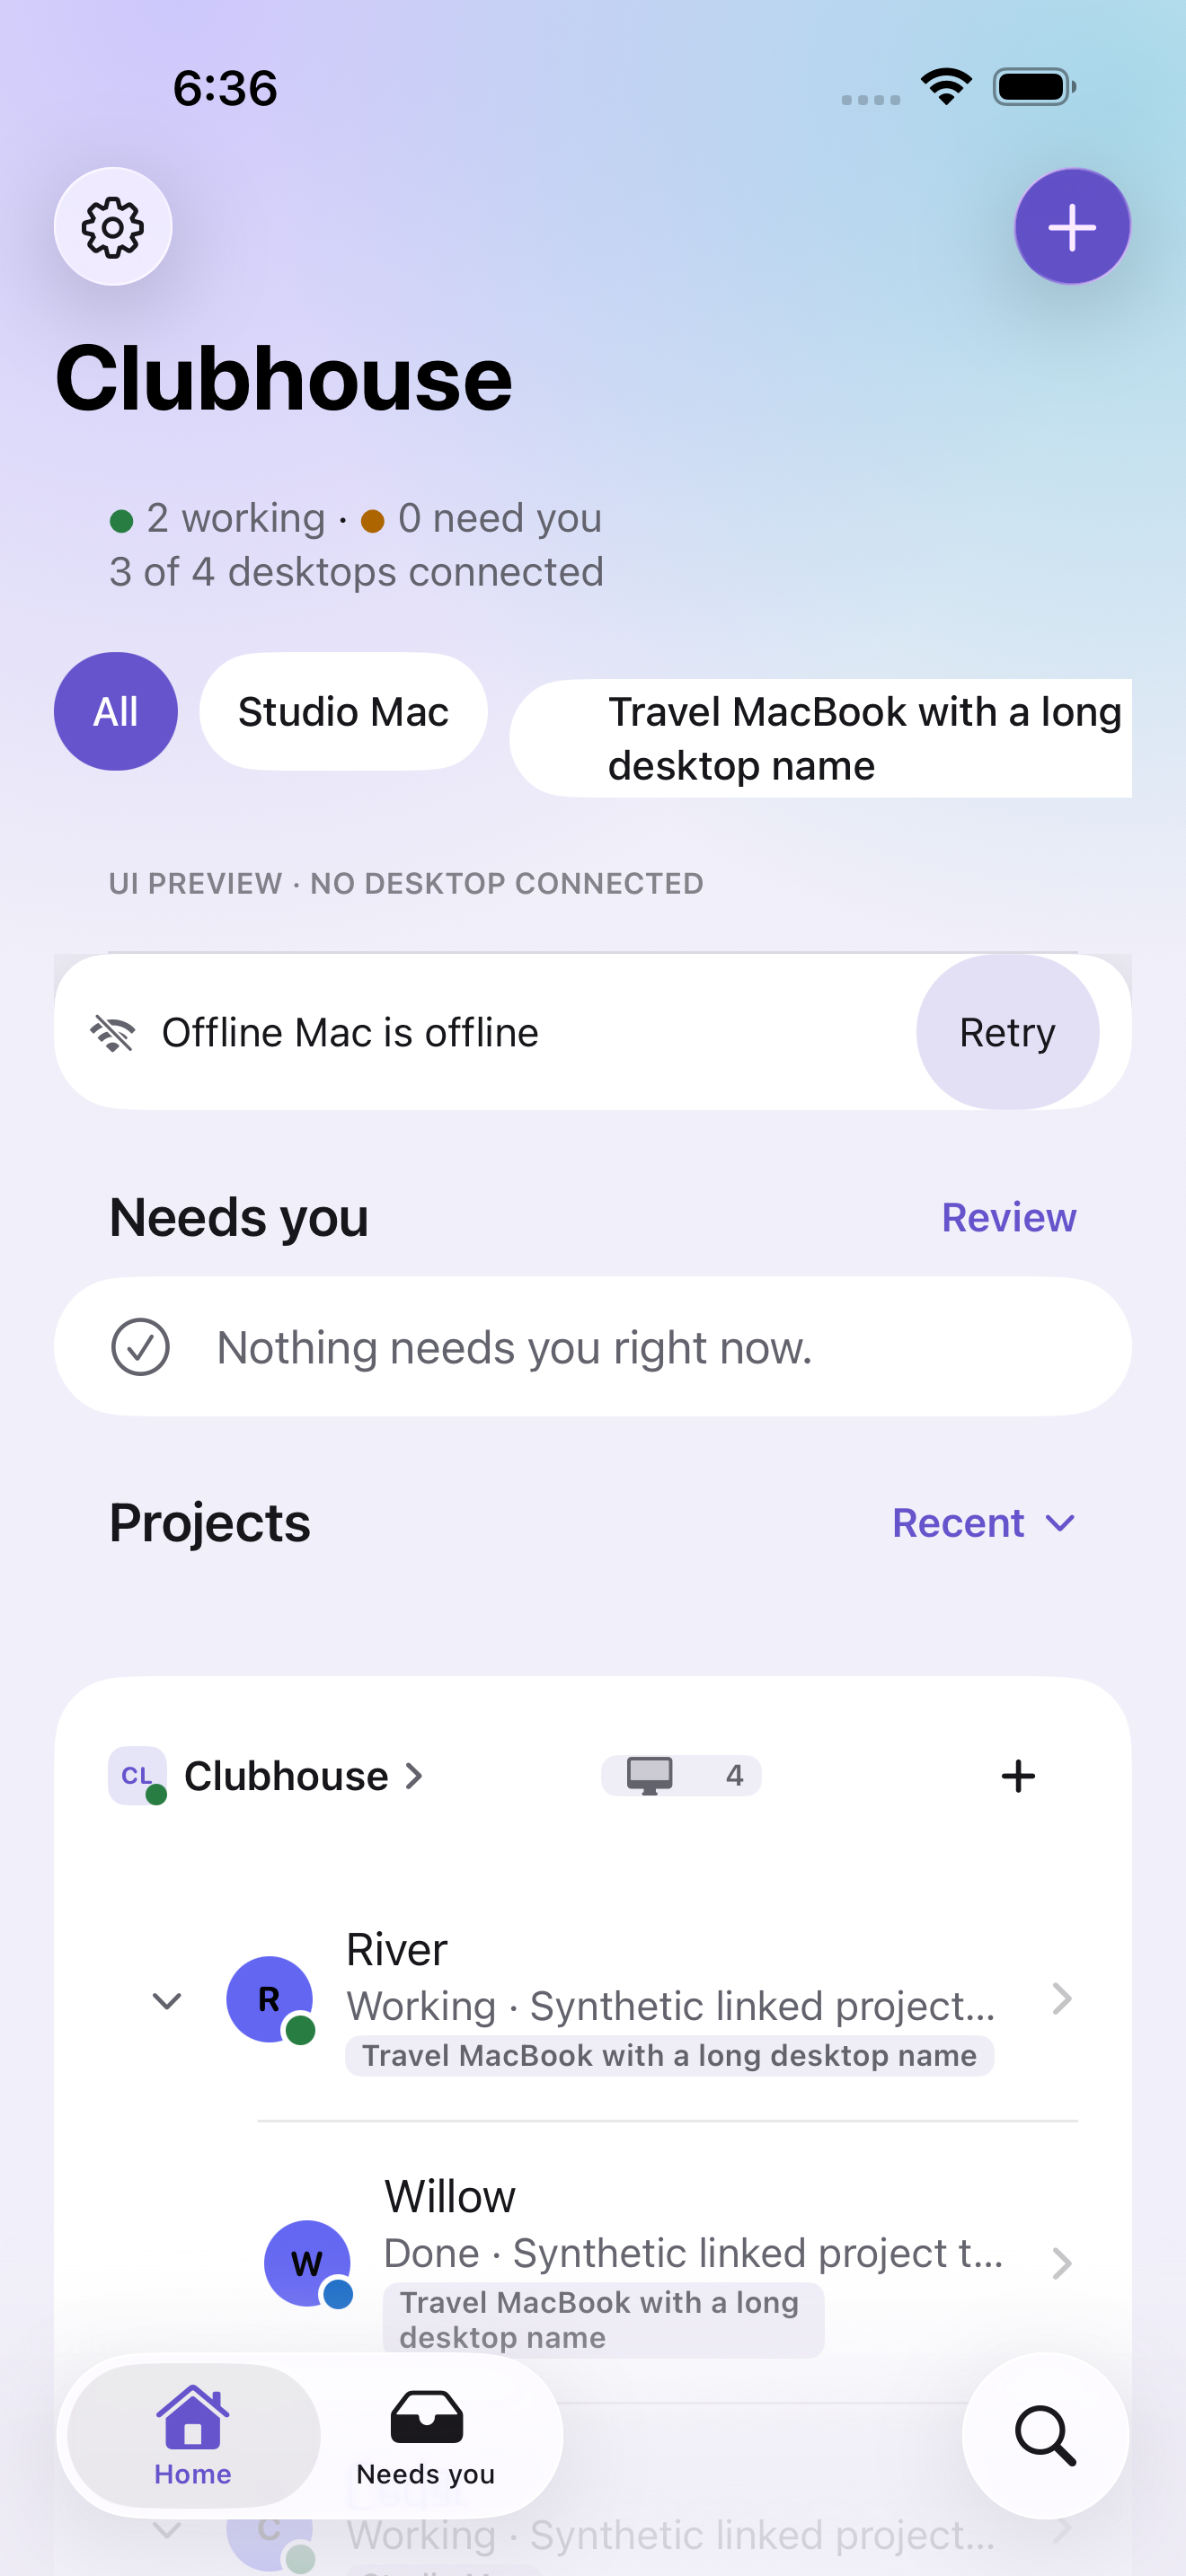 6:36
Clubhouse
2 working · 0 need you
3 of 4 desktops connected
All
Studio Mac
Travel MacBook with a long
desktop name
UI PREVIEW · NO DESKTOP CONNECTED
Offline Mac is offline
Retry
Needs you
Review
Nothing needs you right now.
Projects
Recent
CL
Clubhouse
4
River
R
Working · Synthetic linked project...
Travel MacBook with a long desktop name
Willow
W
Done · Synthetic linked project t...
Travel MacBook with a long
desktop name
Home
Needs you
C
Working · Synthetic linked project...